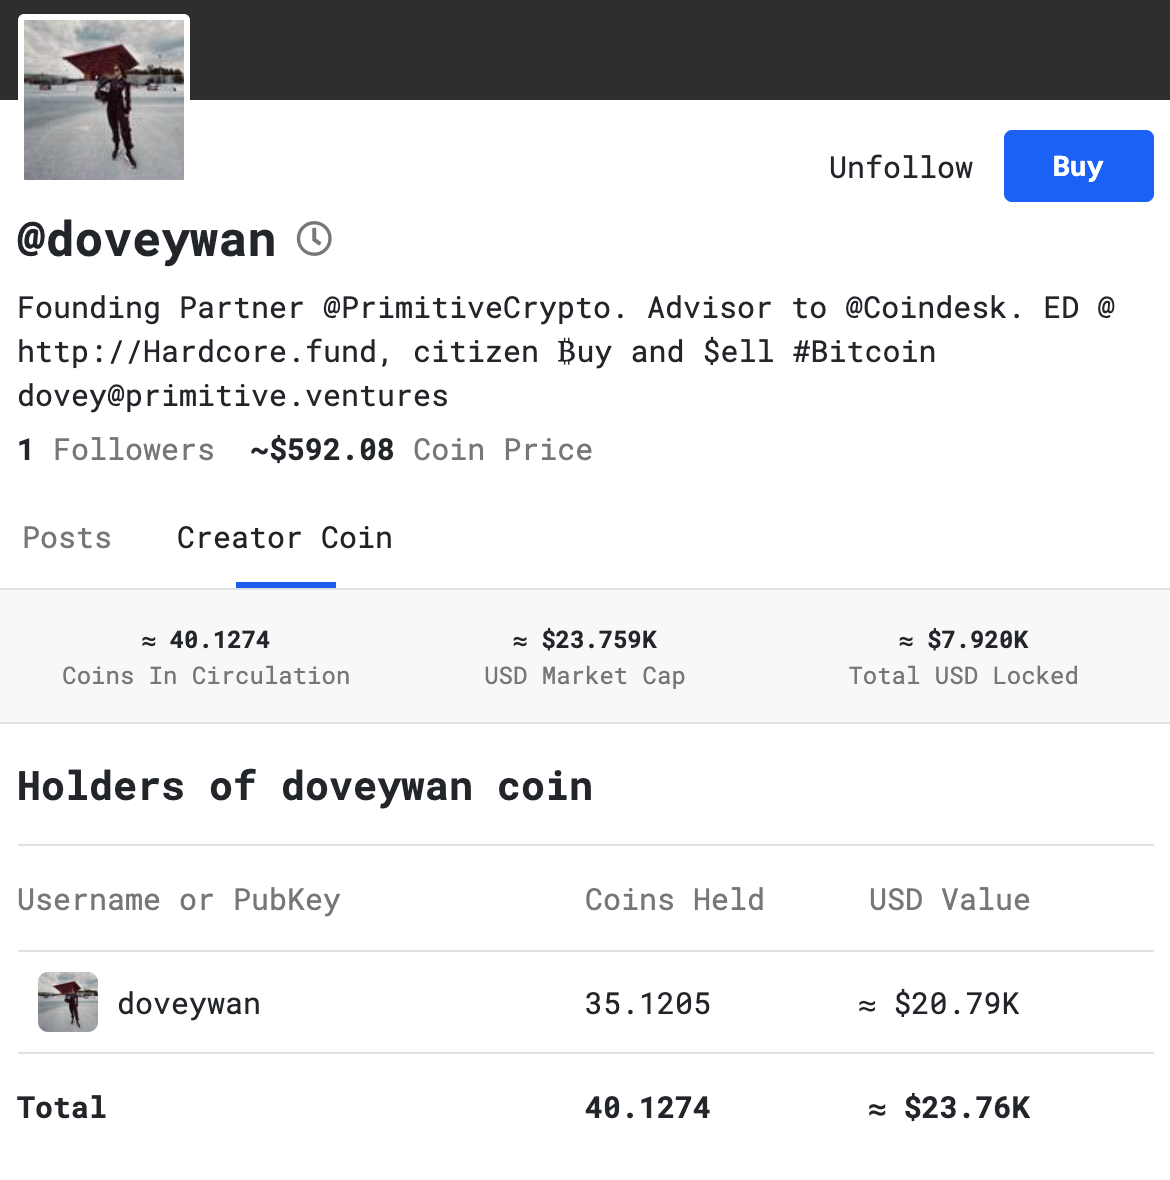 Unfollow
Buy
@doveywan
Founding Partner @PrimitiveCrypto. Advisor to @Coindesk. ED @
http://Hardcore.fund, citizen ₿uy and $ell #Bitcoin
dovey@primitive.ventures
1 Followers ~$592.08 Coin Price
Posts Creator Coin
≈ 40.1274 ≈ $23.759K ≈ $7.920K
Coins In Circulation USD Market Cap Total USD Locked
Holders of doveywan coin
Username or PubKey Coins Held USD Value
doveywan 35.1205 ≈ $20.79K
Total 40.1274 ≈ $23.76K